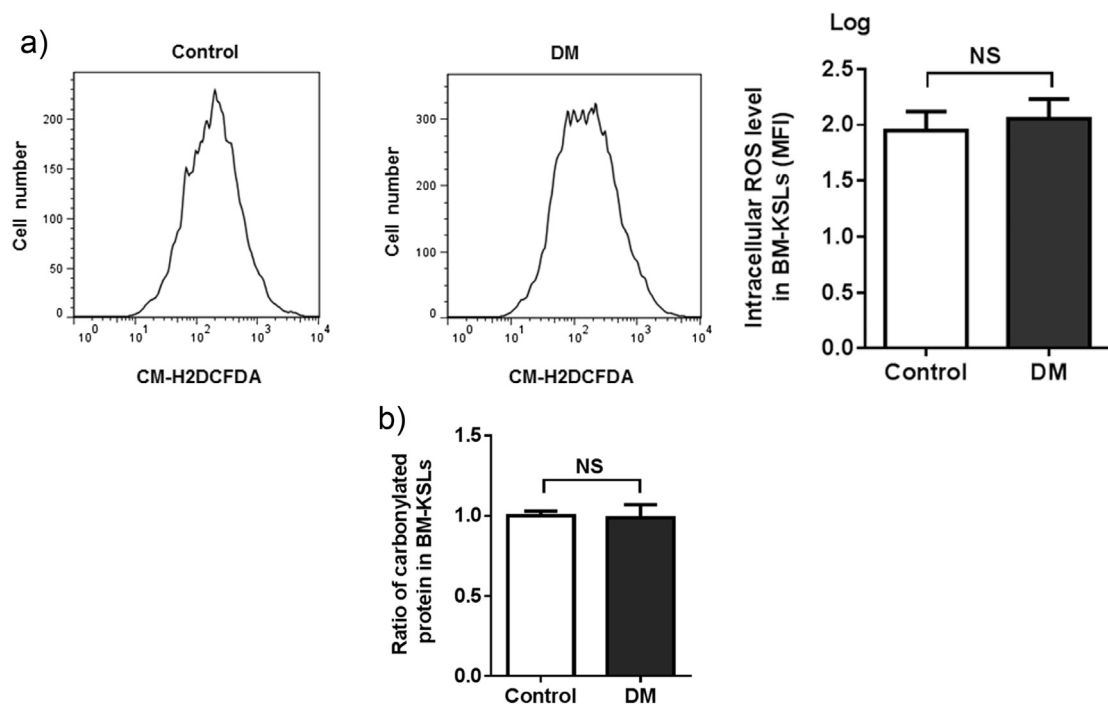 a)
Control
Cell number
200
150
100
50
0
10^0 10^1 10^2 10^3 10^4
CM-H2DCFDA
DM
Cell number
300
200
100
0
10^0 10^1 10^2 10^3 10^4
CM-H2DCFDA
Log
Intracellular ROS level
in BM-KSLs (MFI)
2.5
2.0
1.5
1.0
0.5
0.0
NS
Control DM
b)
Ratio of carbonylated
protein in BM-KSLs
1.5
1.0
0.5
0.0
NS
Control DM